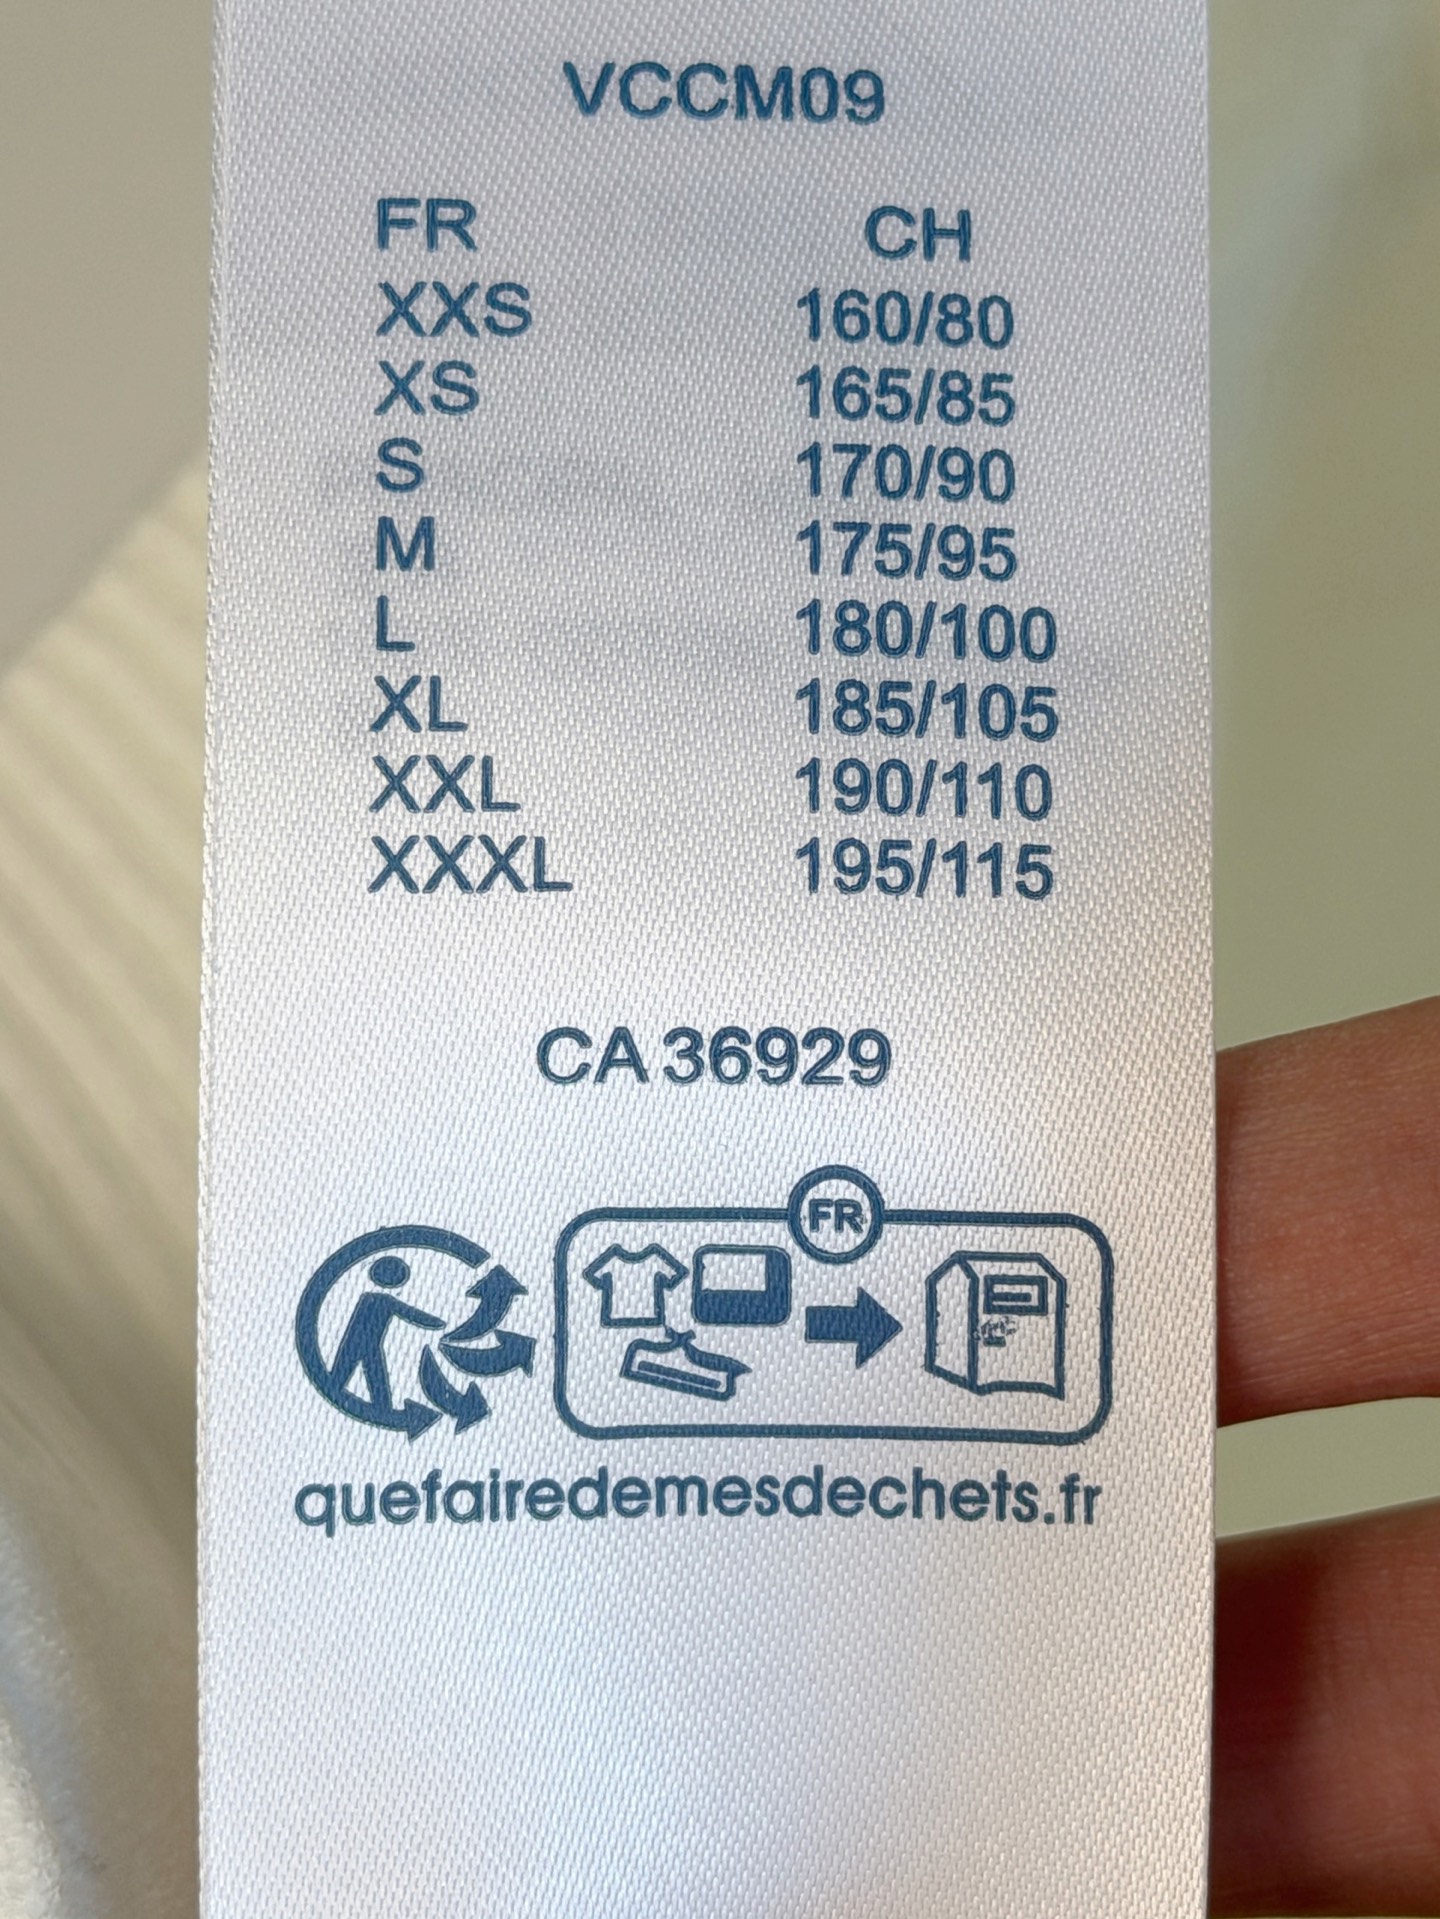 VCCM09
FR CH
XXS 160/80
XS 165/85
S 170/90
M 175/95
L 180/100
XL 185/105
XXL 190/110
XXXL 195/115
CA 36929
FR
quefairedemesdechets.fr